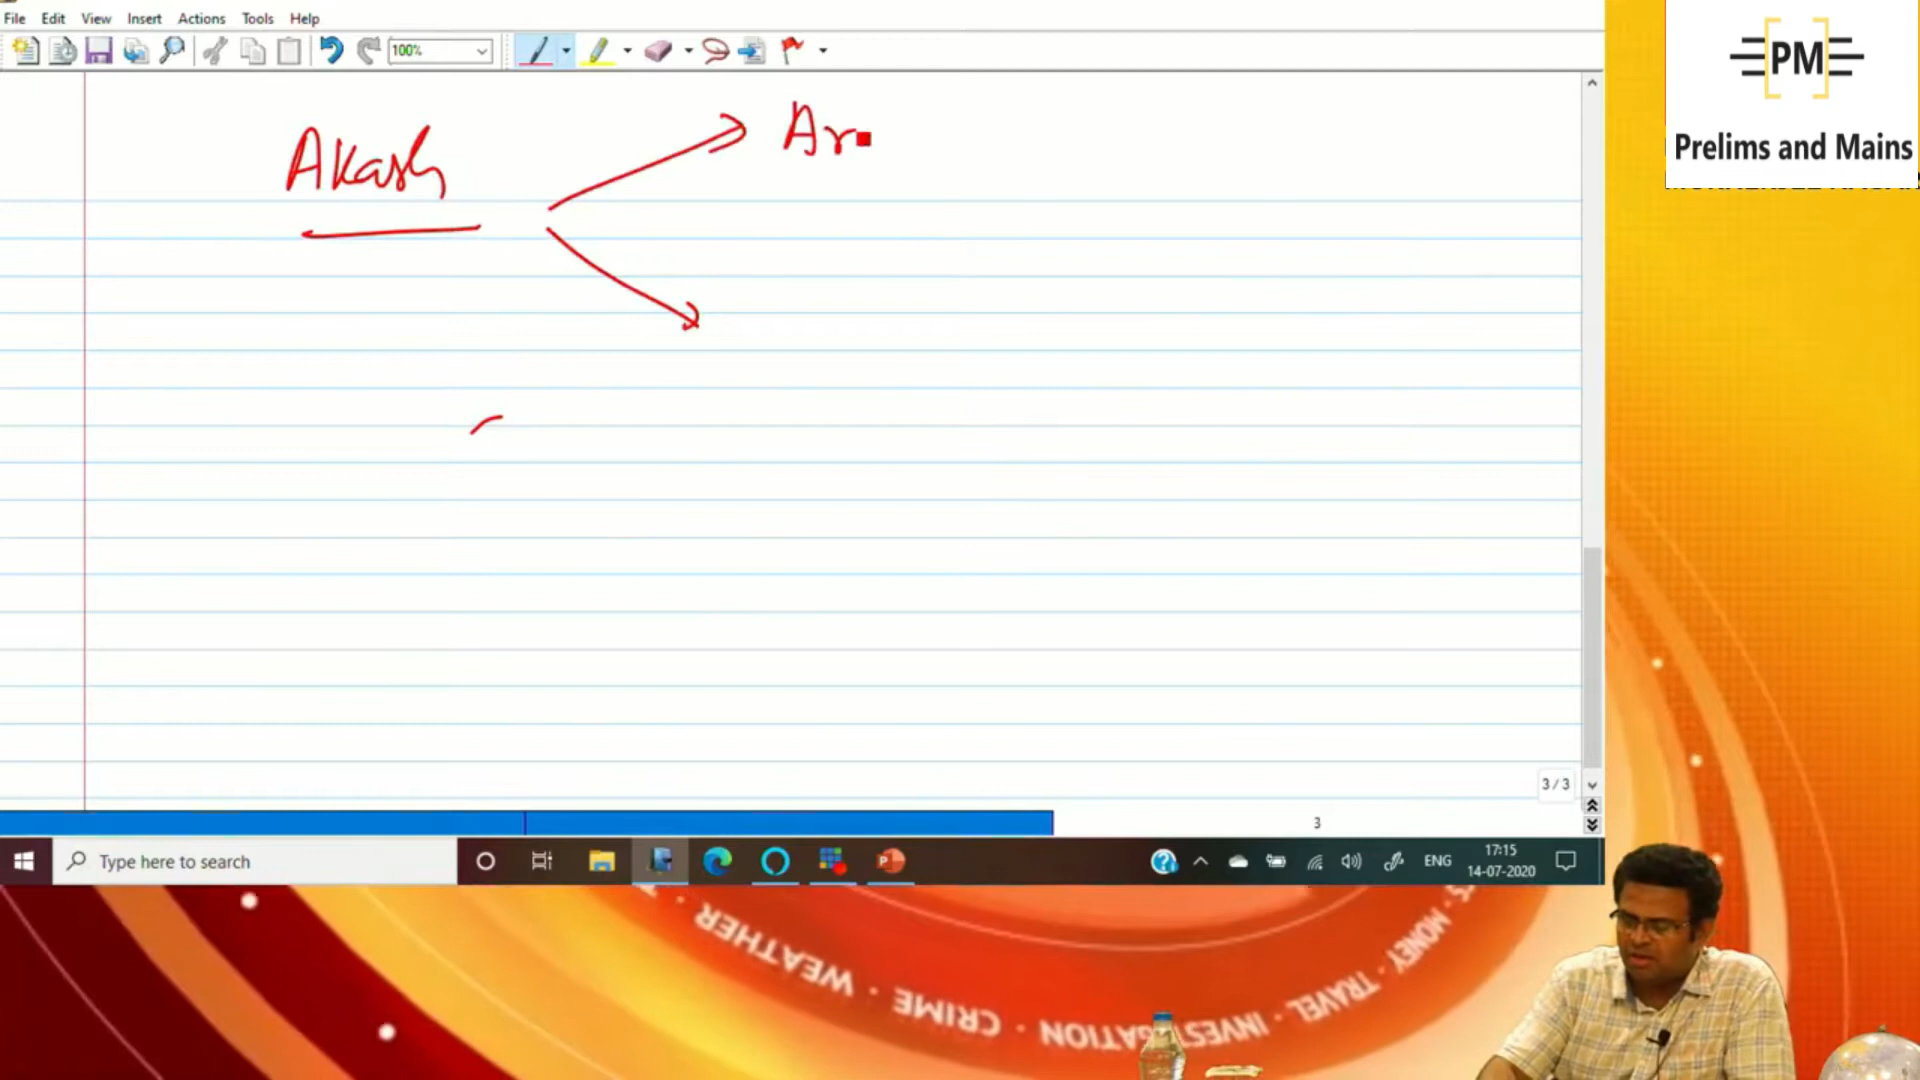 File Edit View Insert Actions Tools Help
100%
PM
Prelims and Mains
Akash
Ar
3/3
3
Type here to search
ENG
17:15
14-07-2020
WEATHER · CRIME · INVESTIGATION · TRAVEL · MONEY